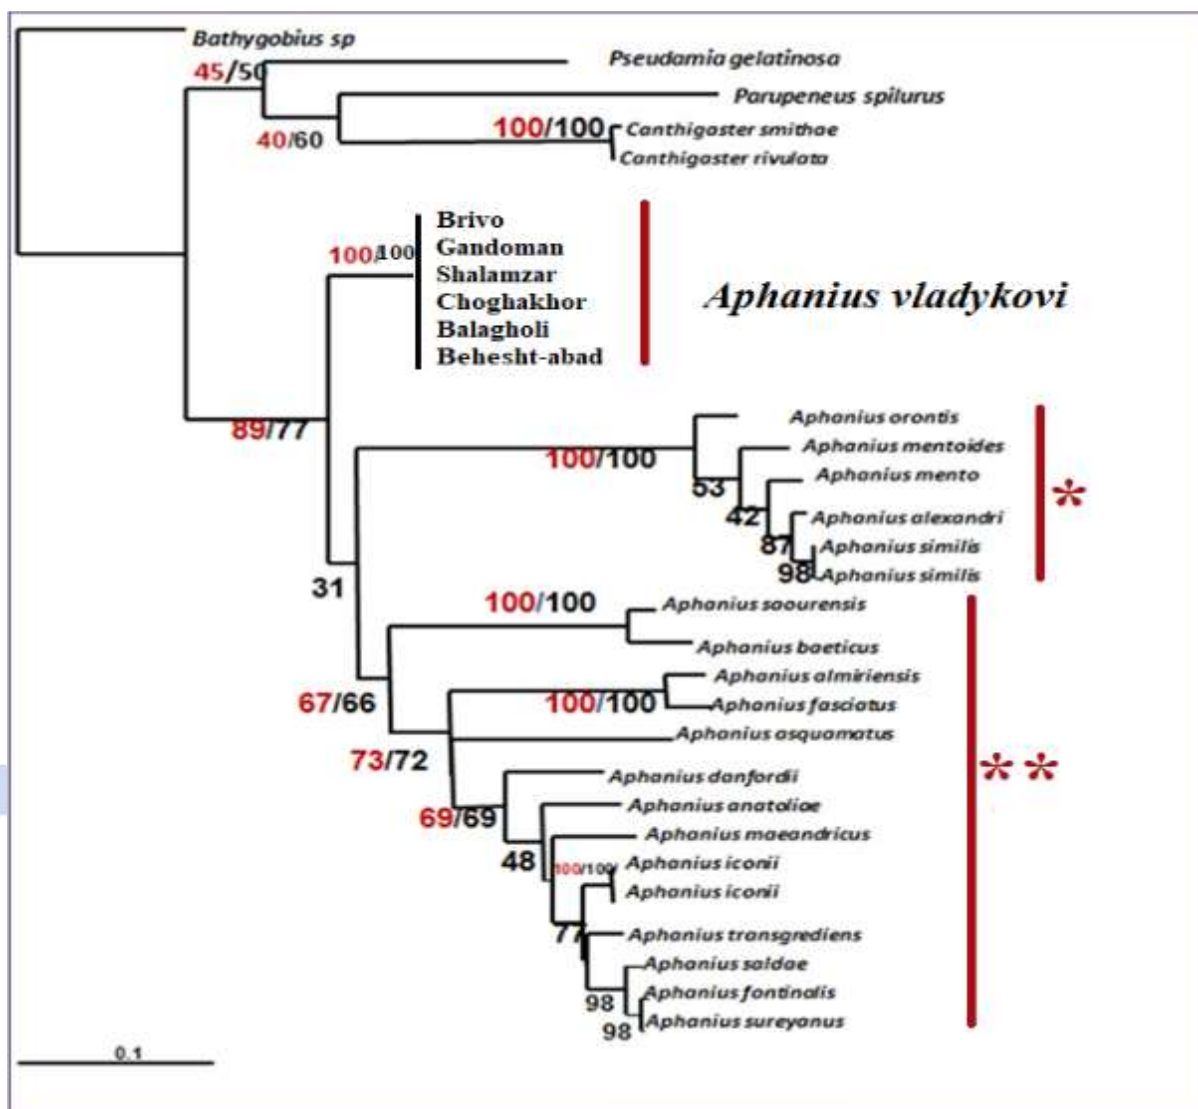 Bathygobius sp
45/50
Pseudamia gelatinosa
Parupeneus spilurus
40/60
100/100
Canthigaster smithae
Canthigaster rivulata
Brivo
Gandoman
100/100
Shalamzar
Choghakhor
Balagholi
Behesht-abad
Aphanius vladykovi
89/77
Aphanius orontis
Aphanius mentoides
100/100
Aphanius mento
53
42
Aphanius alexandri
87
Aphanius similis
98
Aphanius similis
*
31
100/100
Aphanius saourensis
Aphanius baeticus
Aphanius almiriensis
67/66
100/100
Aphanius fasciatus
Aphanius asquamatus
73/72
Aphanius danfordii
Aphanius anatoliae
69/69
Aphanius maeandricus
48
100/100/
Aphanius iconii
Aphanius iconii
77
Aphanius transgrediens
Aphanius saldae
98
Aphanius fontinalis
98
Aphanius sureyanus
**
0.1